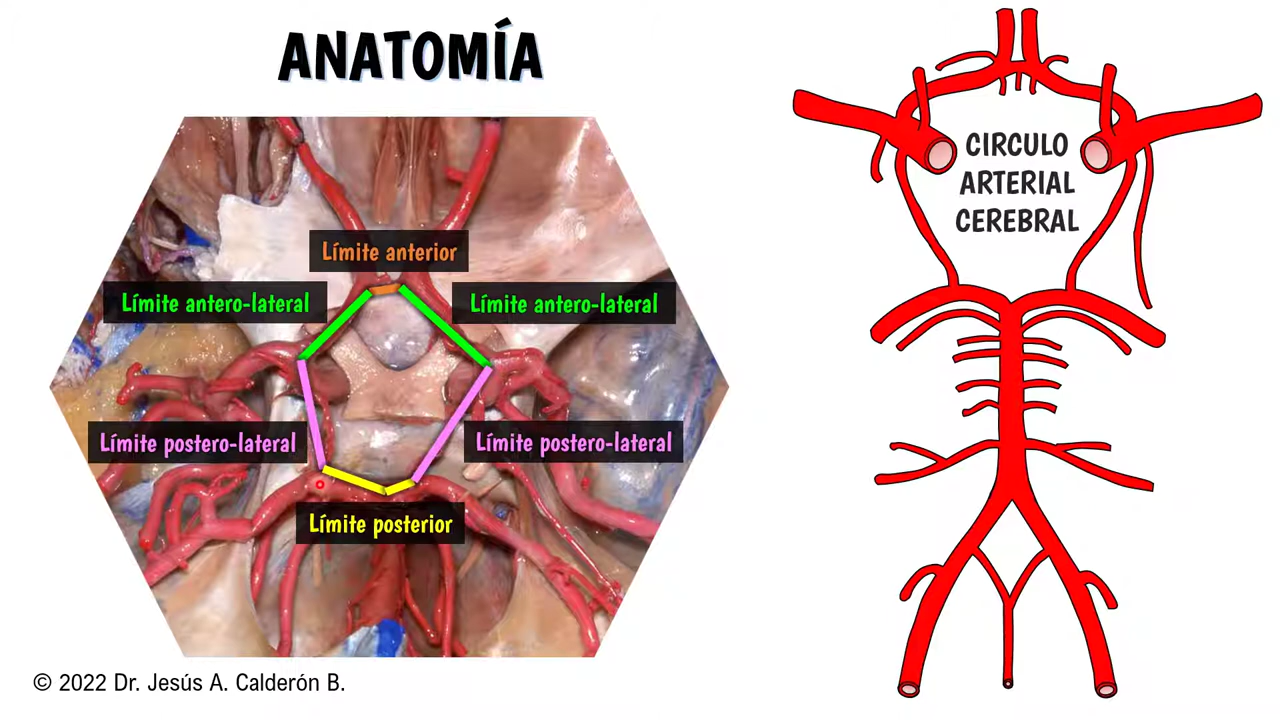 ANATOMÍA
Límite anterior
Límite antero-lateral
Límite antero-lateral
Límite postero-lateral
Límite postero-lateral
Límite posterior
© 2022 Dr. Jesús A. Calderón B.
CIRCULO
ARTERIAL
CEREBRAL